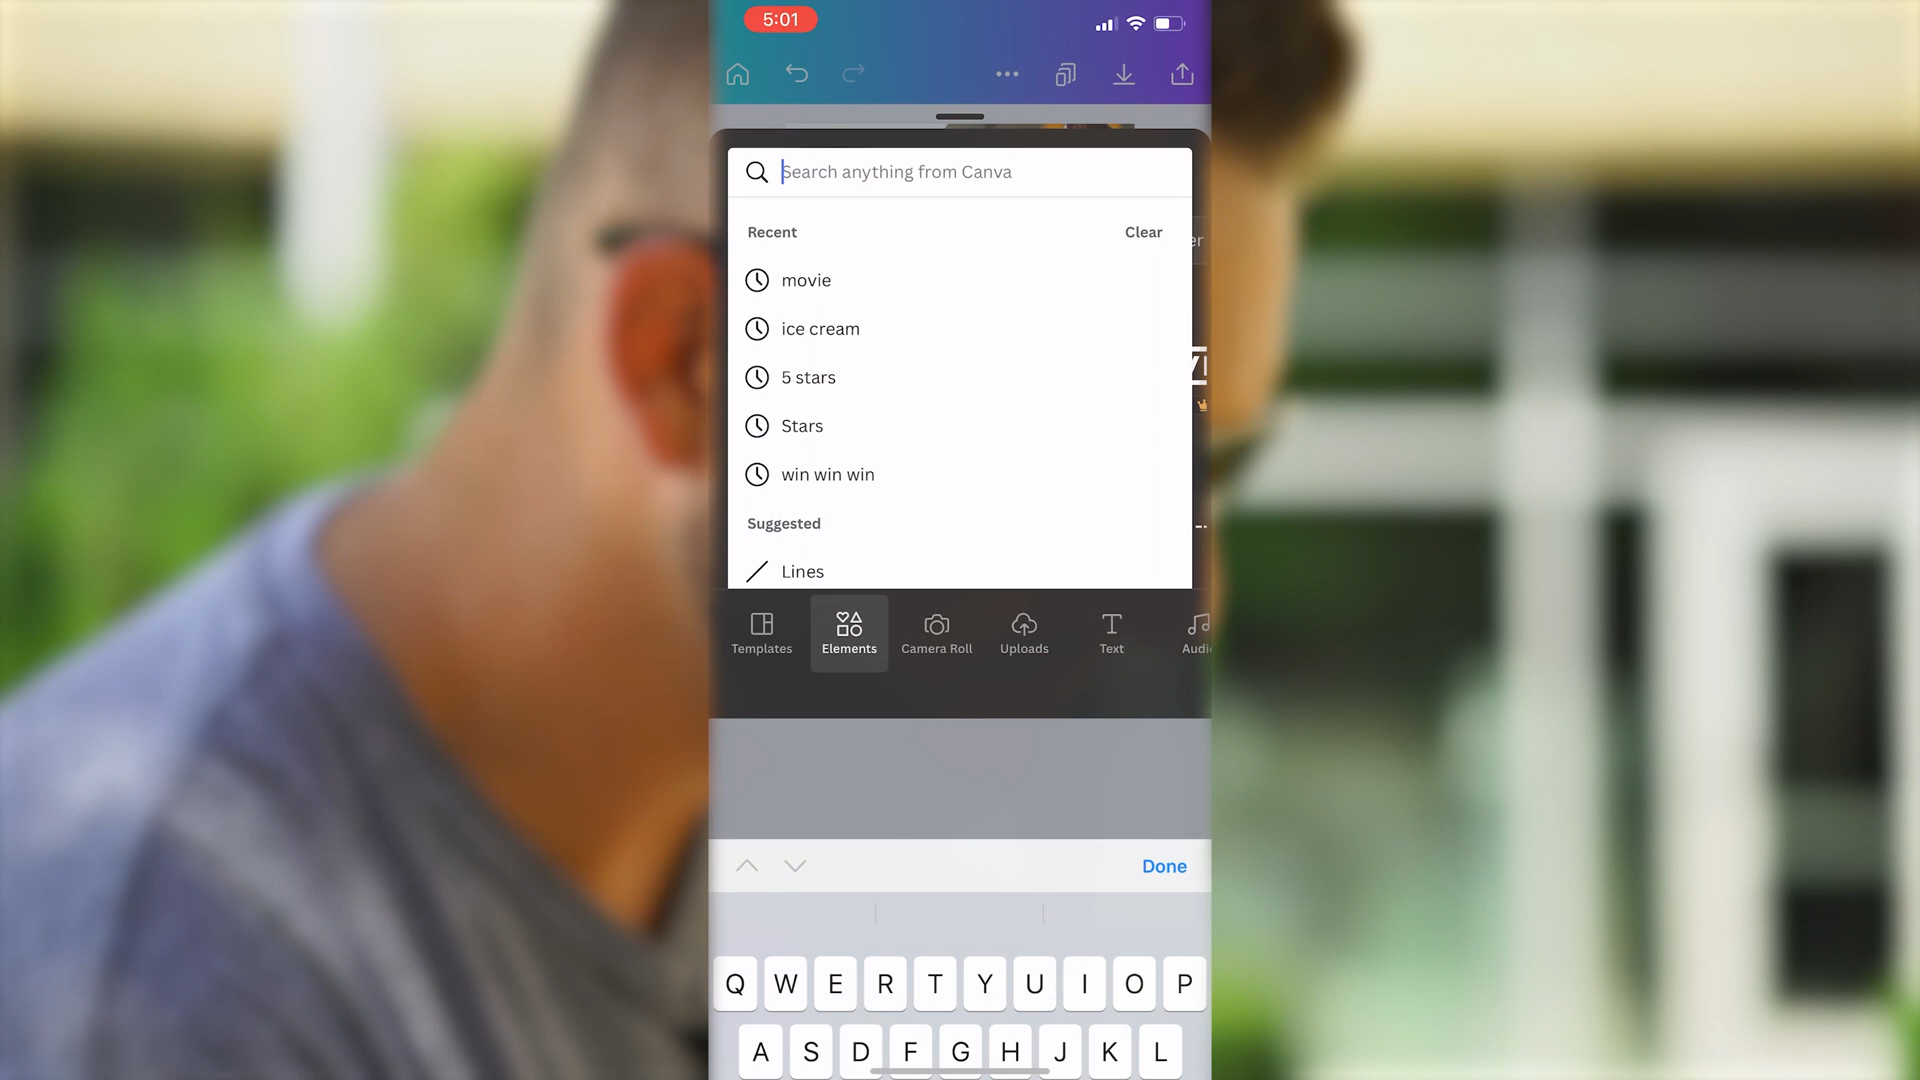 5:01
Search anything from Canva
Recent
Clear
movie
ice cream
5 stars
Stars
win win win
Suggested
Lines
Templates
Elements
Camera Roll
Uploads
Text
Done
Q W E R T Y U I O P
A S D F G H J K L